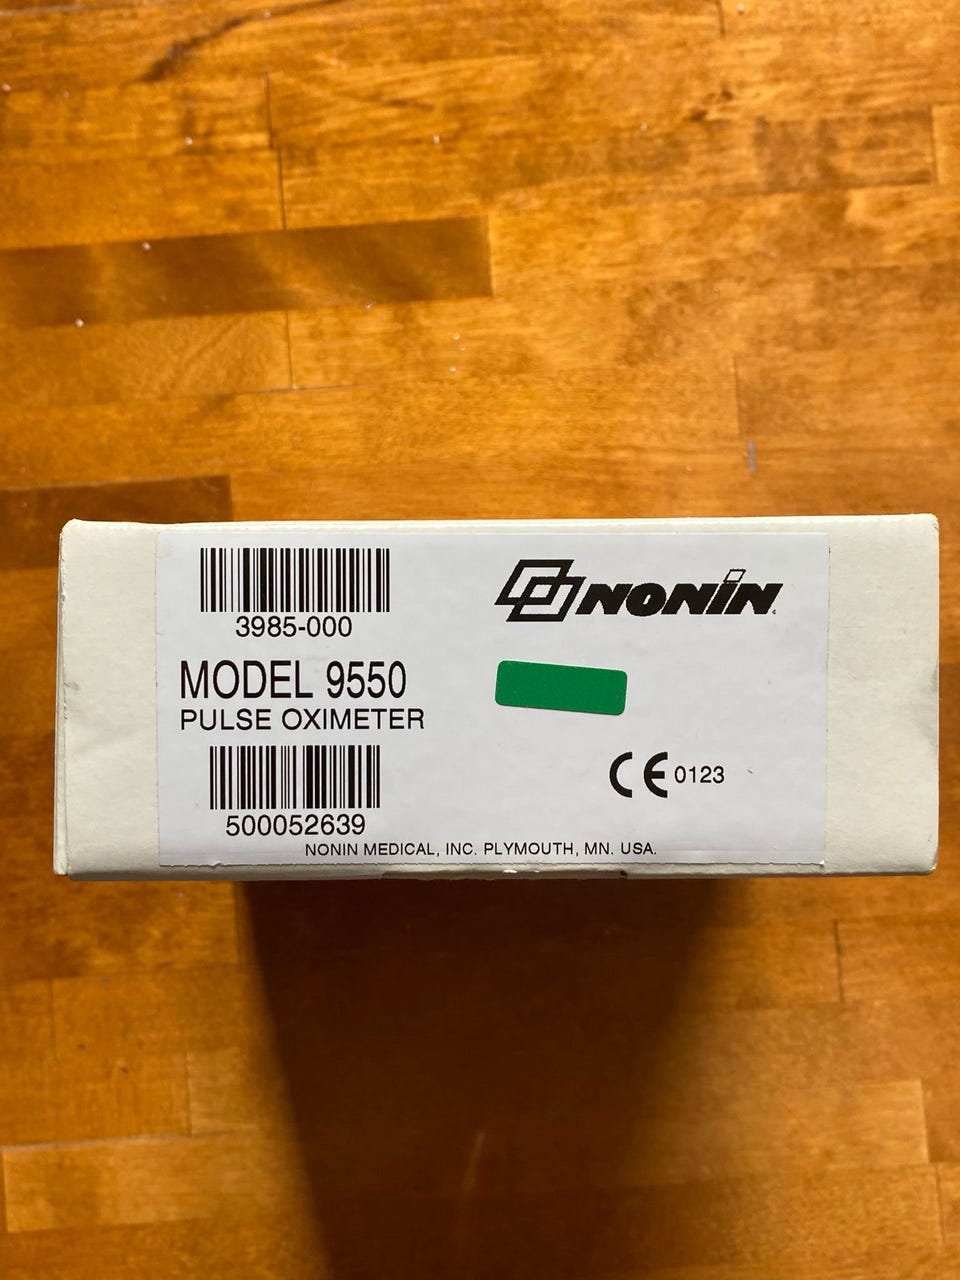 3985-000
NONIN
MODEL 9550
PULSE OXIMETER
CE 0123
500052639
NONIN MEDICAL, INC. PLYMOUTH, MN. USA.